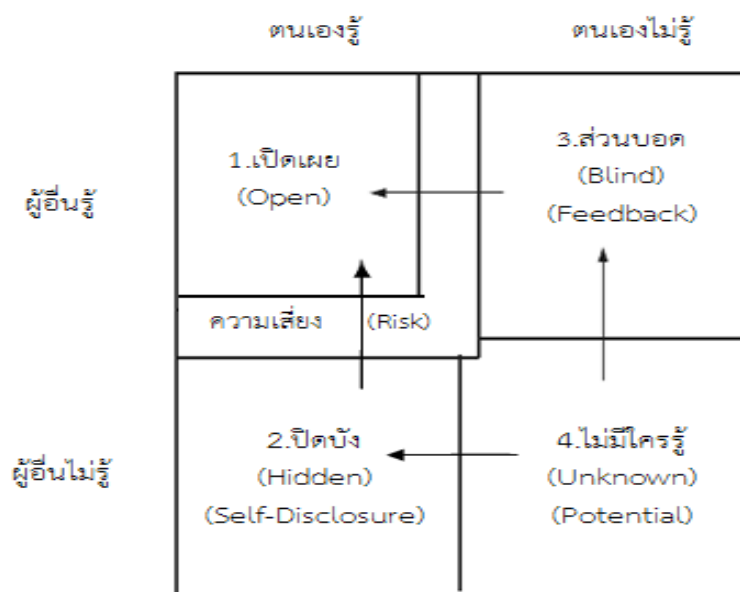 ตนเองรู้ ตนเองไม่รู้
ผู้อื่นรู้
1.เปิดเผย
(Open)
3.ส่วนบอด
(Blind)
(Feedback)
ความเสี่ยง (Risk)
ผู้อื่นไม่รู้
2.ปิดบัง
(Hidden)
(Self-Disclosure)
4.ไม่มีใครรู้
(Unknown)
(Potential)